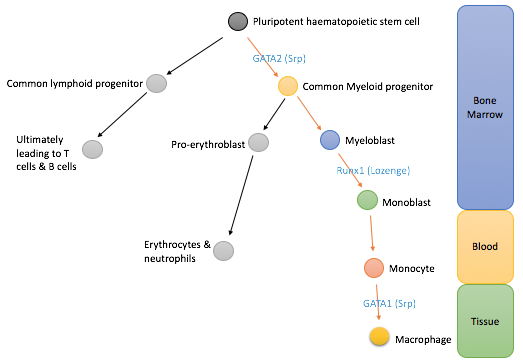 Pluripotent haematopoietic stem cell
GATA2 (Srp)
Common lymphoid progenitor
Common Myeloid progenitor
Bone
Marrow
Ultimately
leading to T
cells & B cells
Pro-erythroblast
Myeloblast
Runx1 (Lozenge)
Monoblast
Erythrocytes &
neutrophils
Blood
Monocyte
GATA1 (Srp)
Tissue
Macrophage